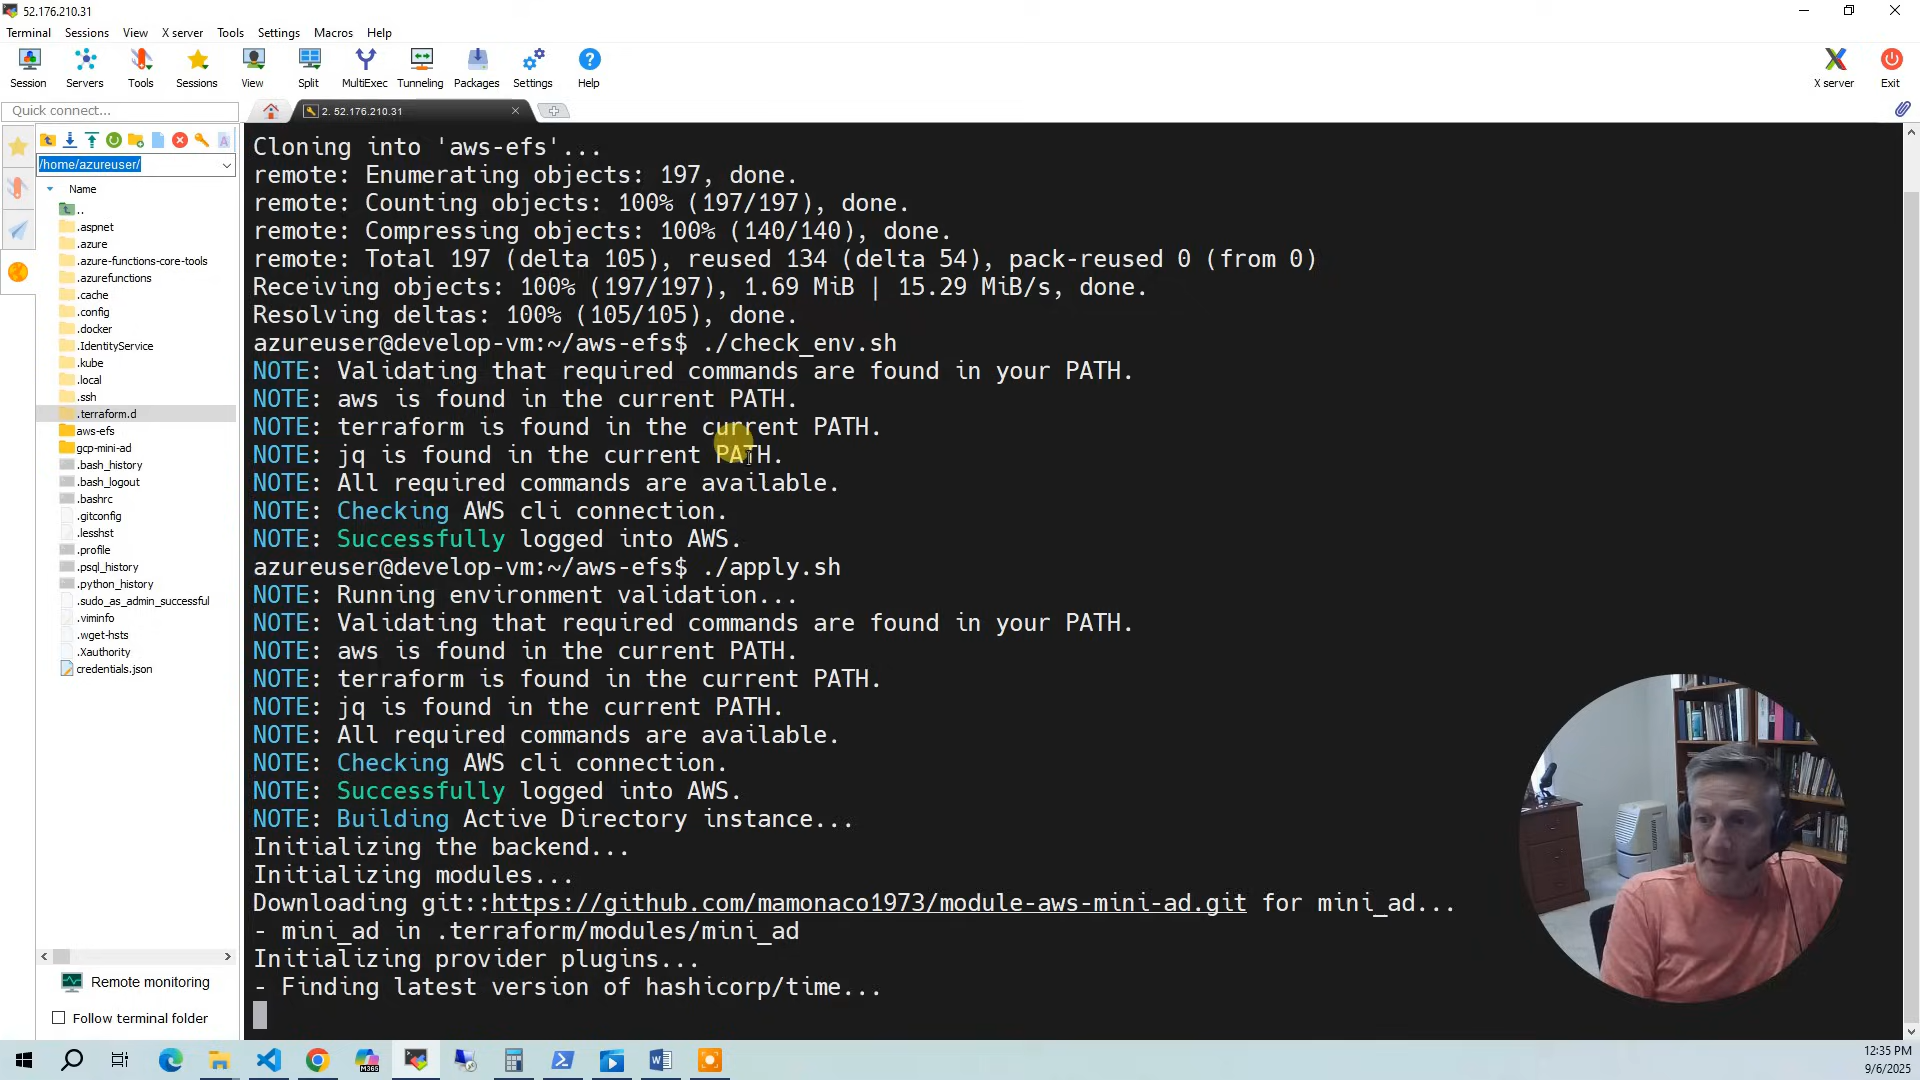 52.176.210.31
Terminal Sessions View X server Tools Settings Macros Help
Session Servers Tools Sessions View Split MultiExec Tunneling Packages Settings Help X server Exit
Quick connect...
2. 52.176.210.31
/home/azureuser/
Name
..
.aspnet
.azure
.azure-functions-core-tools
.azurefunctions
.cache
.config
.docker
.IdentityService
.kube
.local
.ssh
.terraform.d
aws-efs
gcp-mini-ad
.bash_history
.bash_logout
.bashrc
.gitconfig
.lesshst
.profile
.psql_history
.python_history
.sudo_as_admin_successful
.viminfo
.wget-hsts
.Xauthority
credentials.json
Remote monitoring
Follow terminal folder
Cloning into 'aws-efs'...
remote: Enumerating objects: 197, done.
remote: Counting objects: 100% (197/197), done.
remote: Compressing objects: 100% (140/140), done.
remote: Total 197 (delta 105), reused 134 (delta 54), pack-reused 0 (from 0)
Receiving objects: 100% (197/197), 1.69 MiB | 15.29 MiB/s, done.
Resolving deltas: 100% (105/105), done.
azureuser@develop-vm:~/aws-efs$ ./check_env.sh
NOTE: Validating that required commands are found in your PATH.
NOTE: aws is found in the current PATH.
NOTE: terraform is found in the current PATH.
NOTE: jq is found in the current PATH.
NOTE: All required commands are available.
NOTE: Checking AWS cli connection.
NOTE: Successfully logged into AWS.
azureuser@develop-vm:~/aws-efs$ ./apply.sh
NOTE: Running environment validation...
NOTE: Validating that required commands are found in your PATH.
NOTE: aws is found in the current PATH.
NOTE: terraform is found in the current PATH.
NOTE: jq is found in the current PATH.
NOTE: All required commands are available.
NOTE: Checking AWS cli connection.
NOTE: Successfully logged into AWS.
NOTE: Building Active Directory instance...
Initializing the backend...
Initializing modules...
Downloading git::https://github.com/mamonaco1973/module-aws-mini-ad.git for mini_ad...
- mini_ad in .terraform/modules/mini_ad
Initializing provider plugins...
- Finding latest version of hashicorp/time...
12:35 PM
9/6/2025